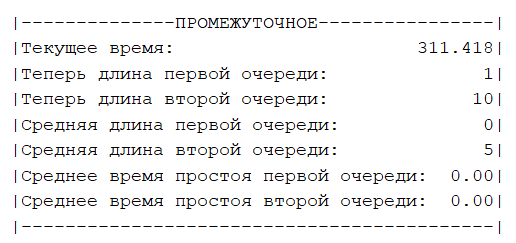 |--------------ПРОМЕЖУТОЧНОЕ----------------|
|Текущее время:                      311.418|
|Теперь длина первой очереди:              1|
|Теперь длина второй очереди:             10|
|Средняя длина первой очереди:             0|
|Средняя длина второй очереди:             5|
|Среднее время простоя первой очереди:  0.00|
|Среднее время простоя второй очереди:  0.00|
|-------------------------------------------|